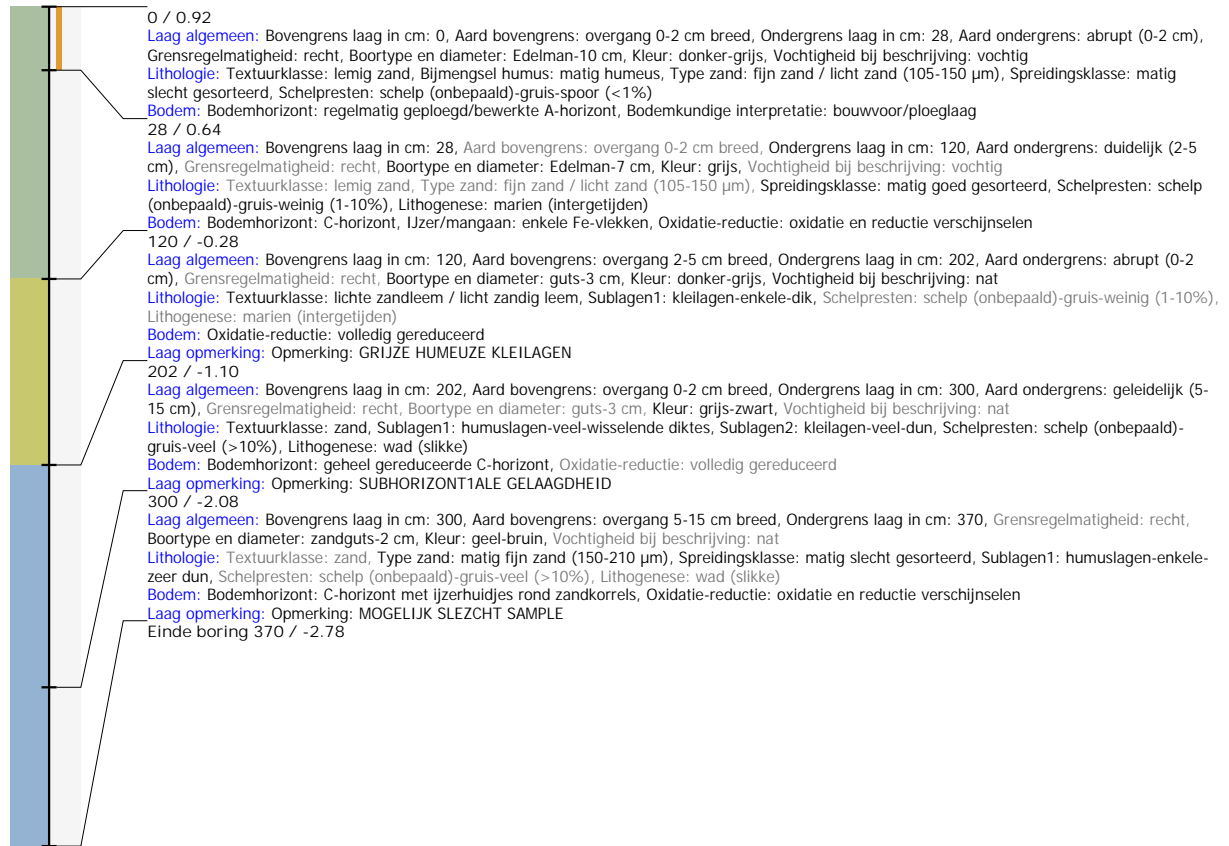 0 / 0.92
Laag algemeen: Bovengrens laag in cm: 0, Aard bovengrens: overgang 0-2 cm breed, Ondergrens laag in cm: 28, Aard ondergrens: abrupt (0-2 cm),
Grensregelmatigheid: recht, Boortype en diameter: Edelman-10 cm, Kleur: donker-grijs, Vochtigheid bij beschrijving: vochtig
Lithologie: Textuurklasse: lemig zand, Bijmengsel humus: matig humeus, Type zand: fijn zand / licht zand (105-150 µm), Spreidingsklasse: matig
slecht gesorteerd, Schelpresten: schelp (onbepaald)-gruis-spoor (<1%)
Bodem: Bodemhorizont: regelmatig geploegd/bewerkte A-horizont, Bodemkundige interpretatie: bouwvoor/ploeglaag
28 / 0.64
Laag algemeen: Bovengrens laag in cm: 28, Aard bovengrens: overgang 0-2 cm breed, Ondergrens laag in cm: 120, Aard ondergrens: duidelijk (2-5
cm), Grensregelmatigheid: recht, Boortype en diameter: Edelman-7 cm, Kleur: grijs, Vochtigheid bij beschrijving: vochtig
Lithologie: Textuurklasse: lemig zand, Type zand: fijn zand / licht zand (105-150 µm), Spreidingsklasse: matig goed gesorteerd, Schelpresten: schelp
(onbepaald)-gruis-weinig (1-10%), Lithogenese: marien (intergetijden)
Bodem: Bodemhorizont: C-horizont, IJzer/mangaan: enkele Fe-vlekken, Oxidatie-reductie: oxidatie en reductie verschijnselen
120 / -0.28
Laag algemeen: Bovengrens laag in cm: 120, Aard bovengrens: overgang 2-5 cm breed, Ondergrens laag in cm: 202, Aard ondergrens: abrupt (0-2
cm), Grensregelmatigheid: recht, Boortype en diameter: guts-3 cm, Kleur: donker-grijs, Vochtigheid bij beschrijving: nat
Lithologie: Textuurklasse: lichte zandleem / licht zandig leem, Sublagen1: kleilagen-enkele-dik, Schelpresten: schelp (onbepaald)-gruis-weinig (1-10%),
Lithogenese: marien (intergetijden)
Bodem: Oxidatie-reductie: volledig gereduceerd
Laag opmerking: Opmerking: GRIJZE HUMEUZE KLEILAGEN
202 / -1.10
Laag algemeen: Bovengrens laag in cm: 202, Aard bovengrens: overgang 0-2 cm breed, Ondergrens laag in cm: 300, Aard ondergrens: geleidelijk (5-
15 cm), Grensregelmatigheid: recht, Boortype en diameter: guts-3 cm, Kleur: grijs-zwart, Vochtigheid bij beschrijving: nat
Lithologie: Textuurklasse: zand, Sublagen1: humuslagen-veel-wisselende diktes, Sublagen2: kleilagen-veel-dun, Schelpresten: schelp (onbepaald)-
gruis-veel (>10%), Lithogenese: wad (slikke)
Bodem: Bodemhorizont: geheel gereduceerde C-horizont, Oxidatie-reductie: volledig gereduceerd
Laag opmerking: Opmerking: SUBHORIZONT1ALE GELAAGDHEID
300 / -2.08
Laag algemeen: Bovengrens laag in cm: 300, Aard bovengrens: overgang 5-15 cm breed, Ondergrens laag in cm: 370, Grensregelmatigheid: recht,
Boortype en diameter: zandguts-2 cm, Kleur: geel-bruin, Vochtigheid bij beschrijving: nat
Lithologie: Textuurklasse: zand, Type zand: matig fijn zand (150-210 µm), Spreidingsklasse: matig slecht gesorteerd, Sublagen1: humuslagen-enkele-
zeer dun, Schelpresten: schelp (onbepaald)-gruis-veel (>10%), Lithogenese: wad (slikke)
Bodem: Bodemhorizont: C-horizont met ijzerhuidjes rond zandkorrels, Oxidatie-reductie: oxidatie en reductie verschijnselen
Laag opmerking: Opmerking: MOGELIJK SLEZCHT SAMPLE
Einde boring 370 / -2.78